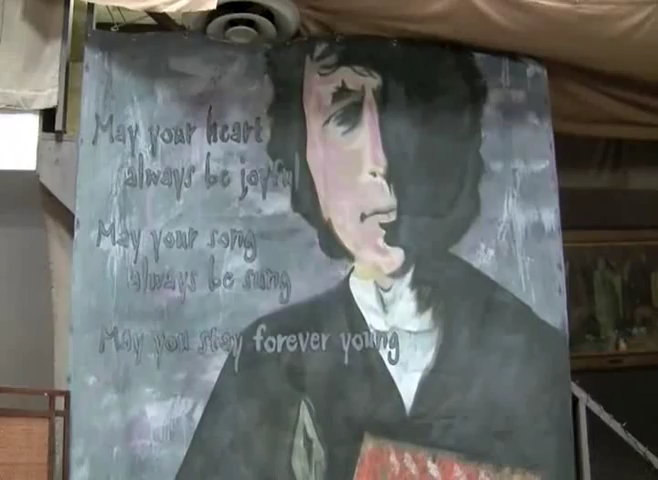 May your heart
always be joyful
May your song
always be sung
May you stay forever young